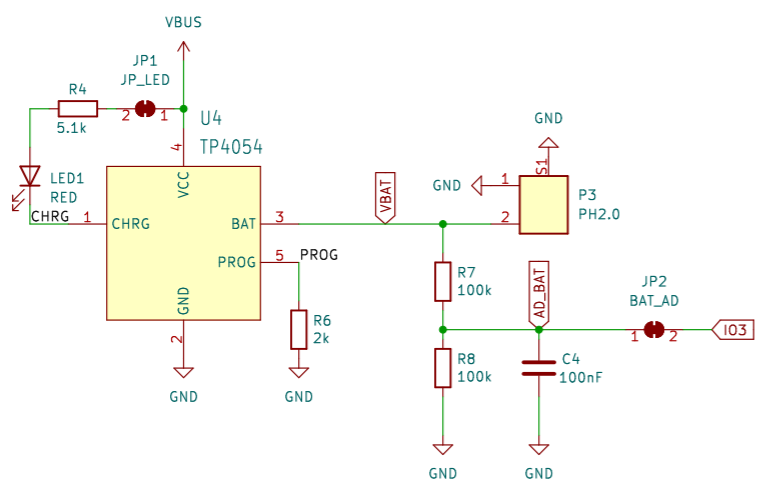 VBUS
JP1
JP_LED
R4
5.1k
2
1
U4
TP4054
4
VCC
LED1
RED
CHRG
1
CHRG
BAT
3
PROG
5
PROG
GND
2
GND
R6
2k
GND
VBAT
GND
S1
GND
1
2
P3
PH2.0
R7
100k
AD_BAT
JP2
BAT_AD
1
2
IO3
R8
100k
C4
100nF
GND
GND